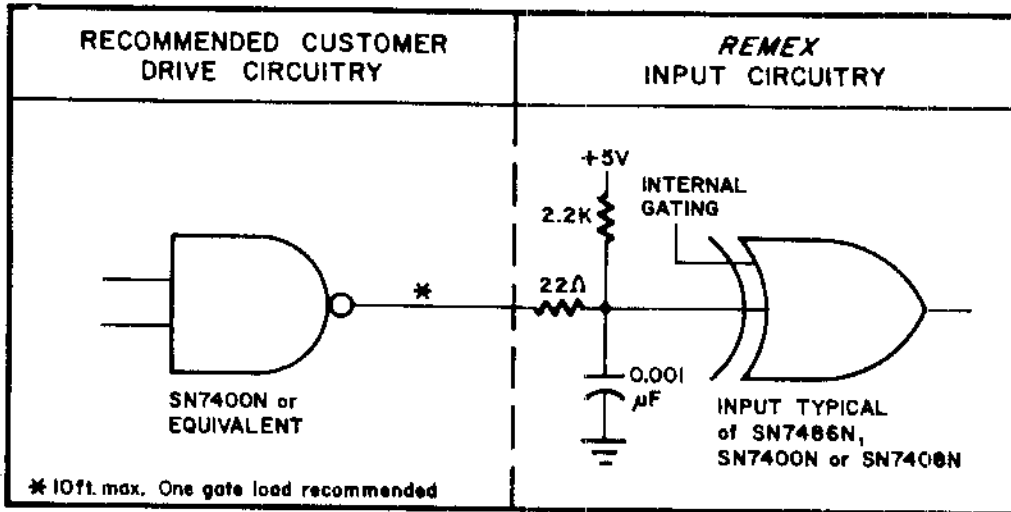 RECOMMENDED CUSTOMER
DRIVE CIRCUITRY
REMEX
INPUT CIRCUITRY
+5V
2.2K
INTERNAL
GATING
22Ω
*
0.001
µF
SN7400N or
EQUIVALENT
INPUT TYPICAL
of SN7486N,
SN7400N or SN7408N
* 10ft. max. One gate load recommended